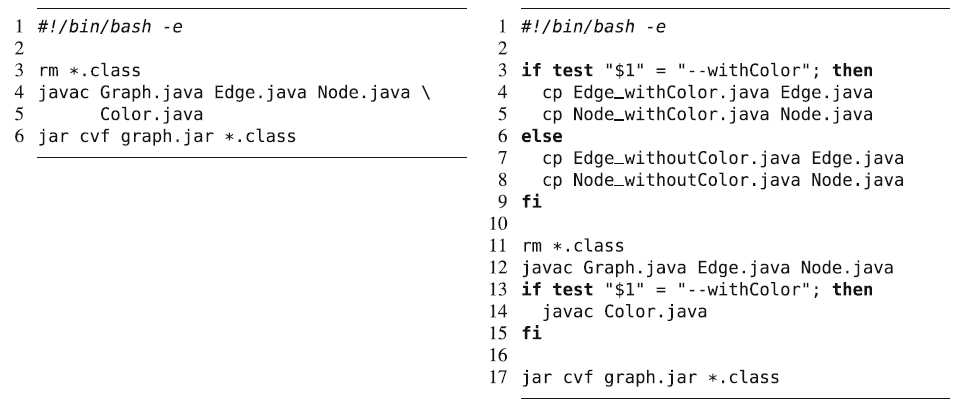 1 #!/bin/bash -e
2
3 rm *.class
4 javac Graph.java Edge.java Node.java \
5       Color.java
6 jar cvf graph.jar *.class
1 #!/bin/bash -e
2
3 if test "$1" = "--withColor"; then
4   cp Edge_withColor.java Edge.java
5   cp Node_withColor.java Node.java
6 else
7   cp Edge_withoutColor.java Edge.java
8   cp Node_withoutColor.java Node.java
9 fi
10
11 rm *.class
12 javac Graph.java Edge.java Node.java
13 if test "$1" = "--withColor"; then
14   javac Color.java
15 fi
16
17 jar cvf graph.jar *.class